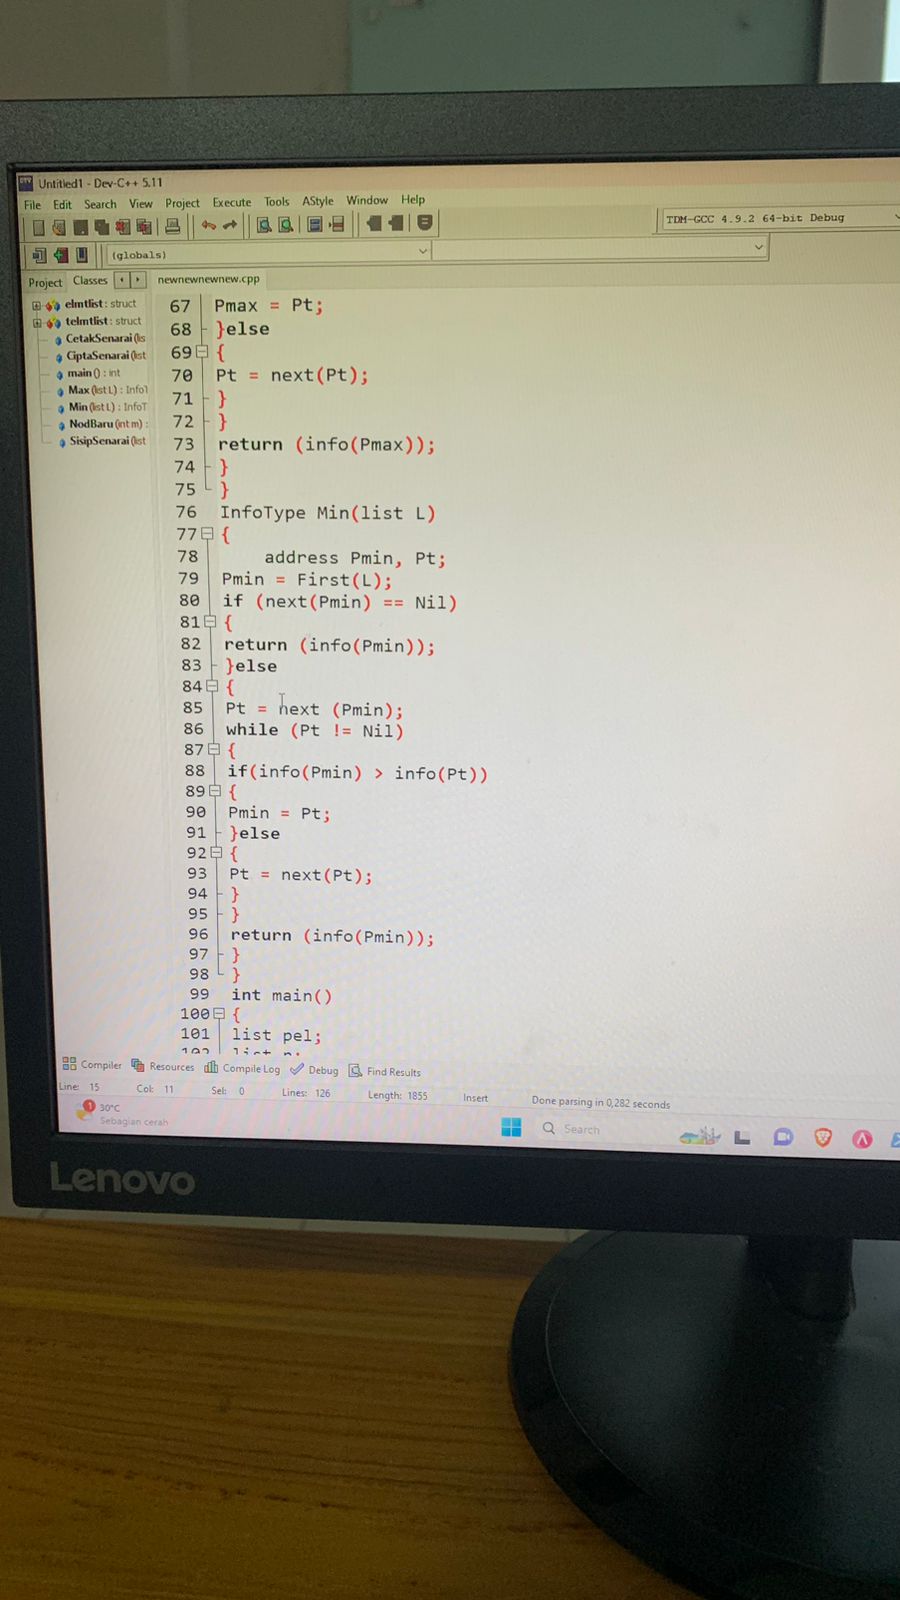 Untitled1 - Dev-C++ 5.11
File Edit Search View Project Execute Tools AStyle Window Help
TDM-GCC 4.9.2 64-bit Debug
(globals)
Project Classes newnewnewnew.cpp
elmtlist : struct
telmtlist : struct
CetakSenarai (lis
CiptaSenarai (list
main () : int
Max (list L) : InfoT
Min (list L) : InfoT
NodBaru (int m) :
SisipSenarai (list
67 Pmax = Pt;
68 }else
69 {
70 Pt = next(Pt);
71 }
72 }
73 return (info(Pmax));
74 }
75 }
76 InfoType Min(list L)
77 {
78 address Pmin, Pt;
79 Pmin = First(L);
80 if (next(Pmin) == Nil)
81 {
82 return (info(Pmin));
83 }else
84 {
85 Pt = next (Pmin);
86 while (Pt != Nil)
87 {
88 if(info(Pmin) > info(Pt))
89 {
90 Pmin = Pt;
91 }else
92 {
93 Pt = next(Pt);
94 }
95 }
96 return (info(Pmin));
97 }
98 }
99 int main()
100 {
101 list pel;
Compiler Resources Compile Log Debug Find Results
Line: 15 Col: 11 Sel: 0 Lines: 126 Length: 1855 Insert Done parsing in 0,282 seconds
1
30°C
Sebagian cerah
Search
Lenovo